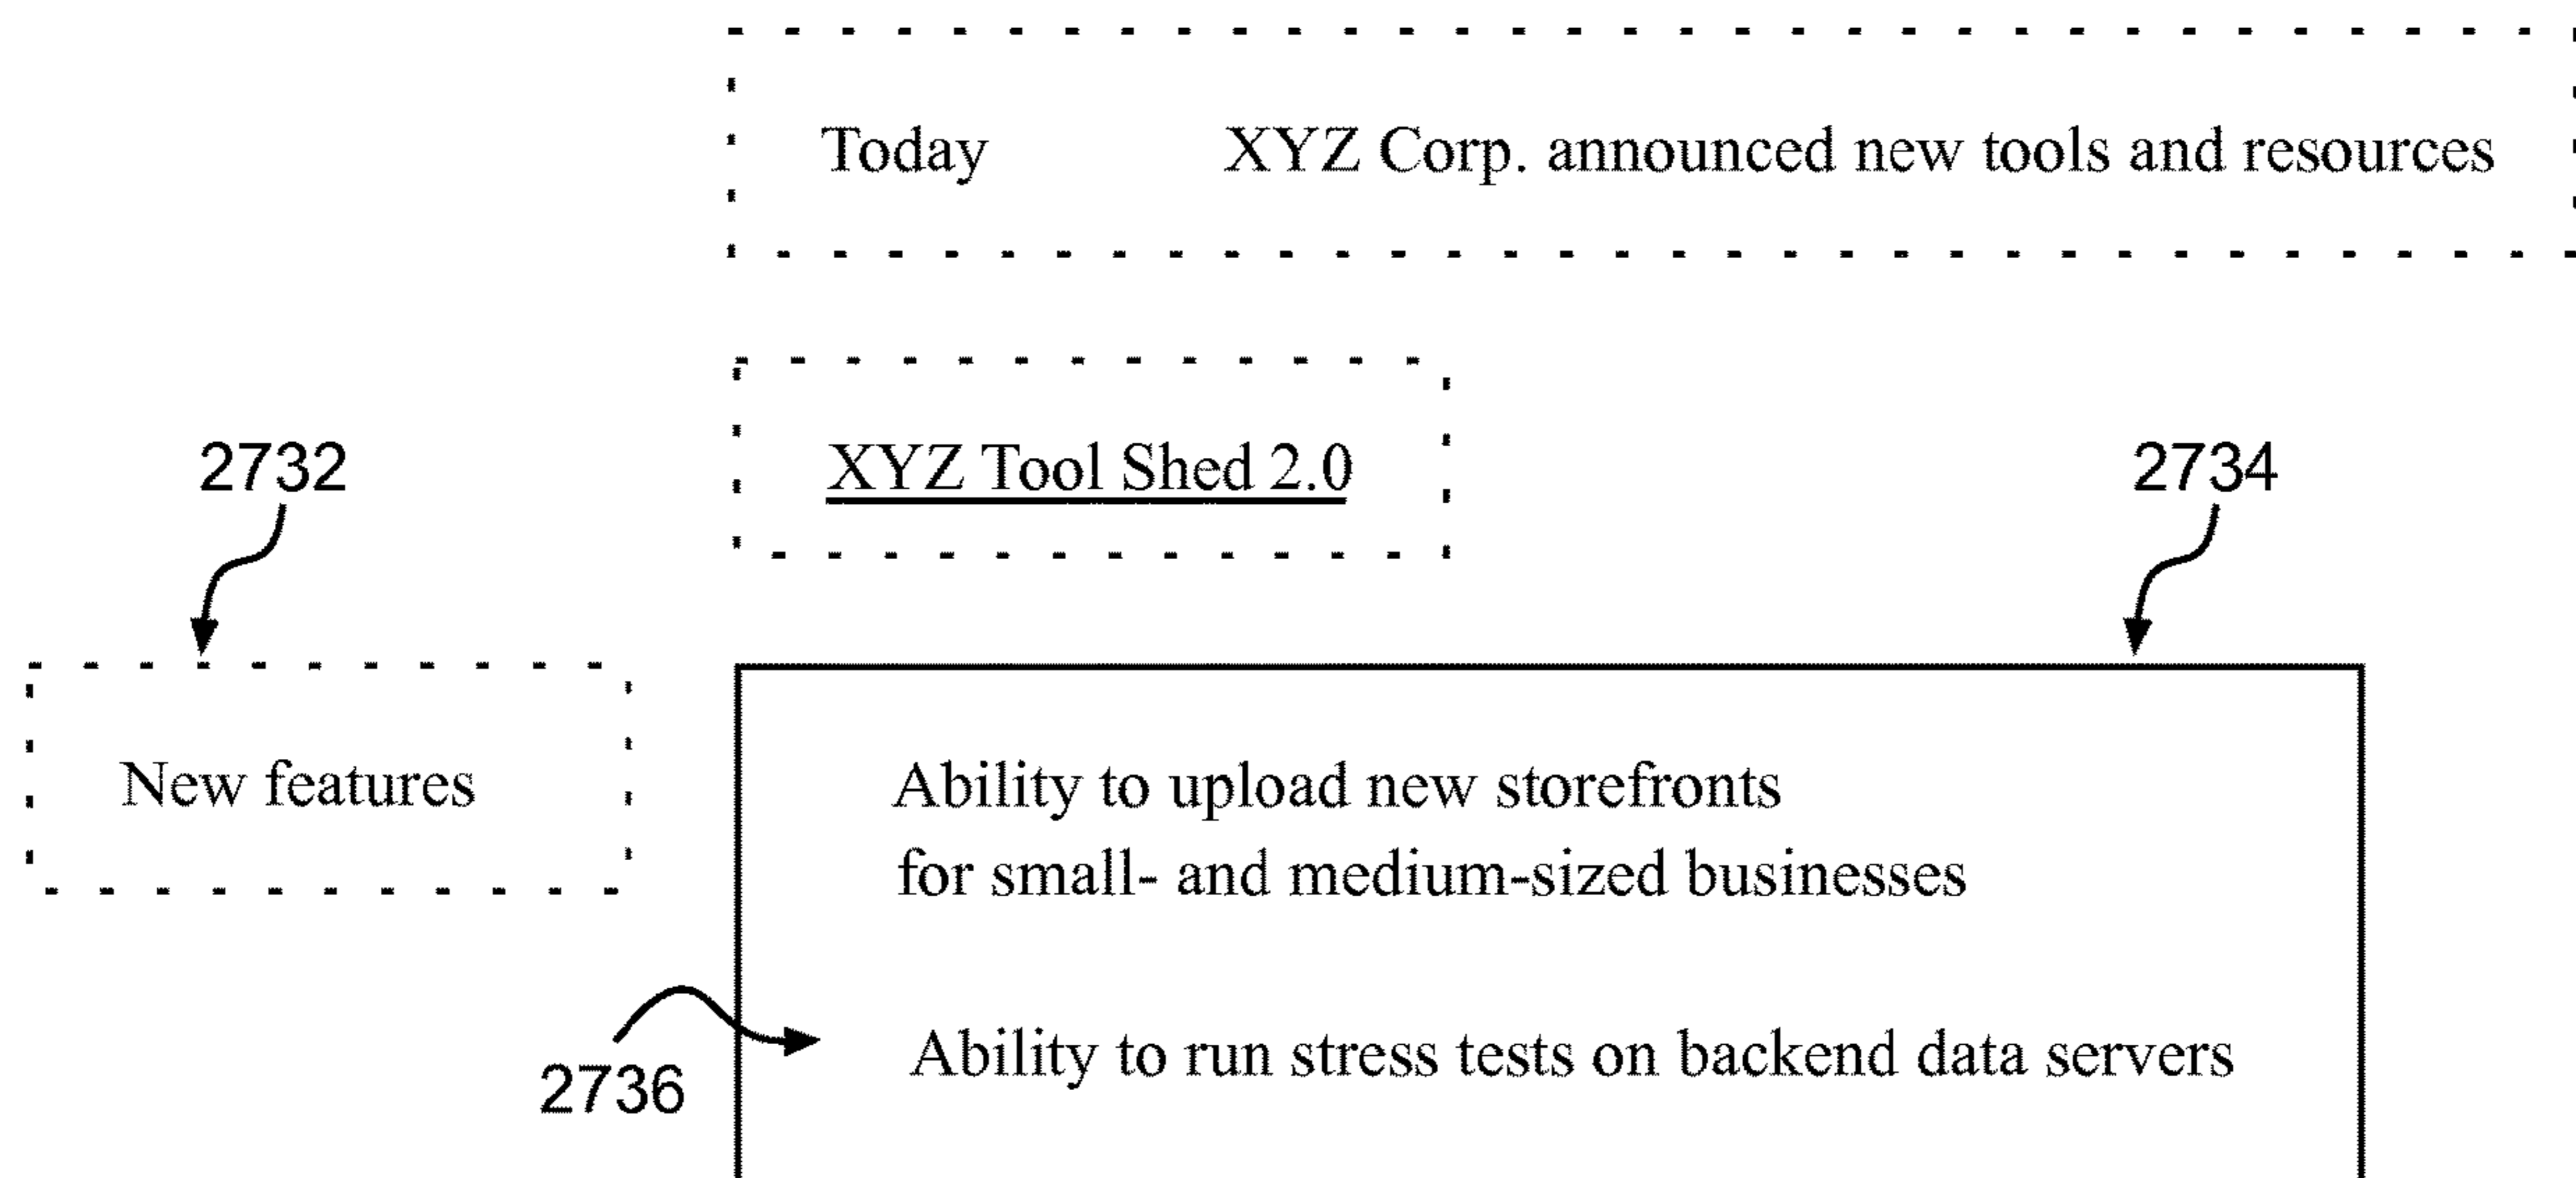 Today XYZ Corp. announced new tools and resources
XYZ Tool Shed 2.0
2732
2734
New features
Ability to upload new storefronts
for small- and medium-sized businesses
2736
Ability to run stress tests on backend data servers